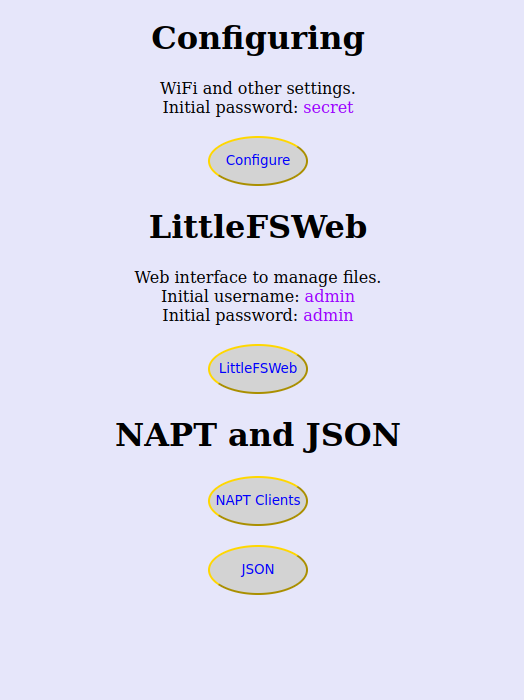 Configuring
WiFi and other settings.
Initial password: secret
Configure
LittleFSWeb
Web interface to manage files.
Initial username: admin
Initial password: admin
LittleFSWeb
NAPT and JSON
NAPT Clients
JSON